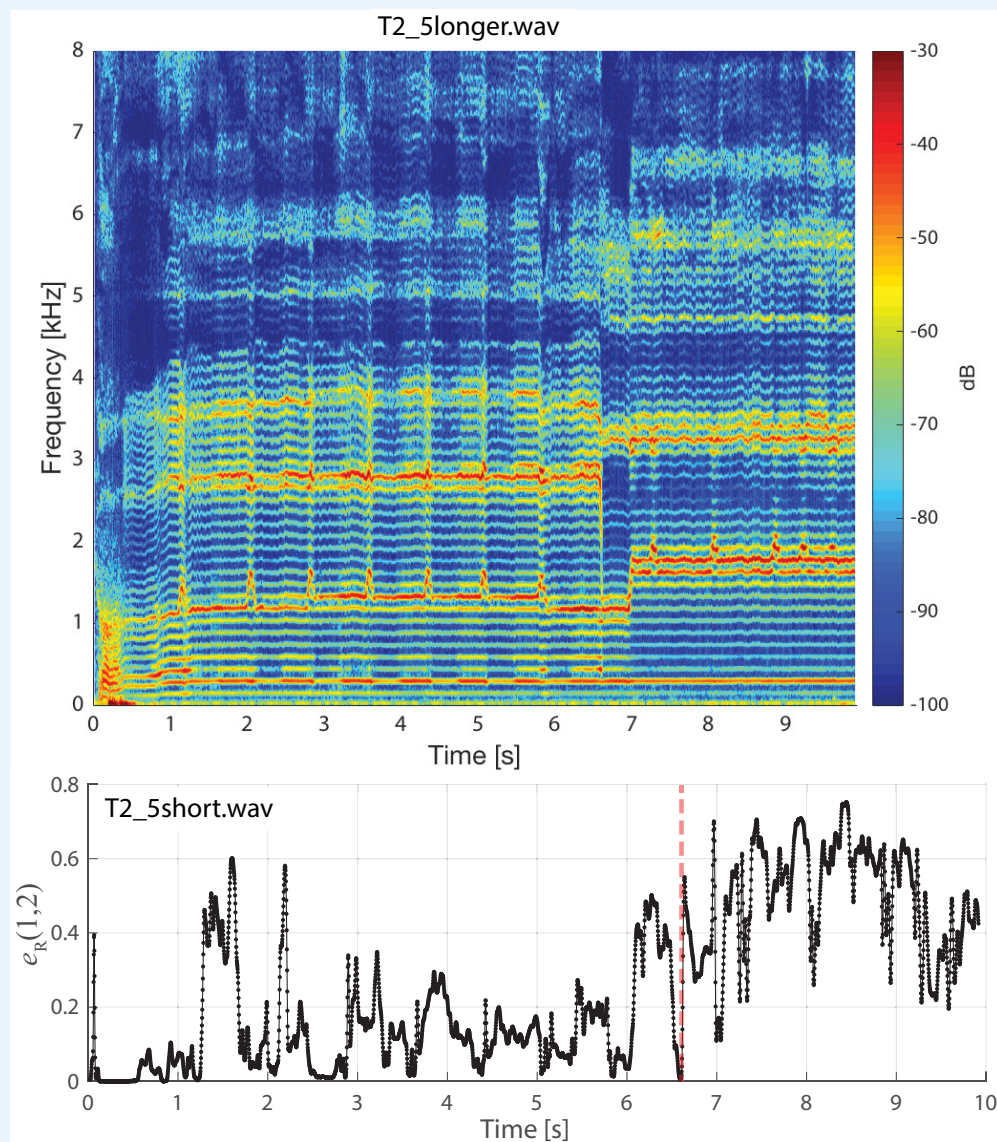 T2_5longer.wav
8
7
6
5
4
3
2
1
0
Frequency [kHz]
0 1 2 3 4 5 6 7 8 9
Time [s]
-30
-40
-50
-60
-70
-80
-90
-100
dB
T2_5short.wav
0.8
0.6
0.4
0.2
0
e_R(1,2)
0 1 2 3 4 5 6 7 8 9 10
Time [s]